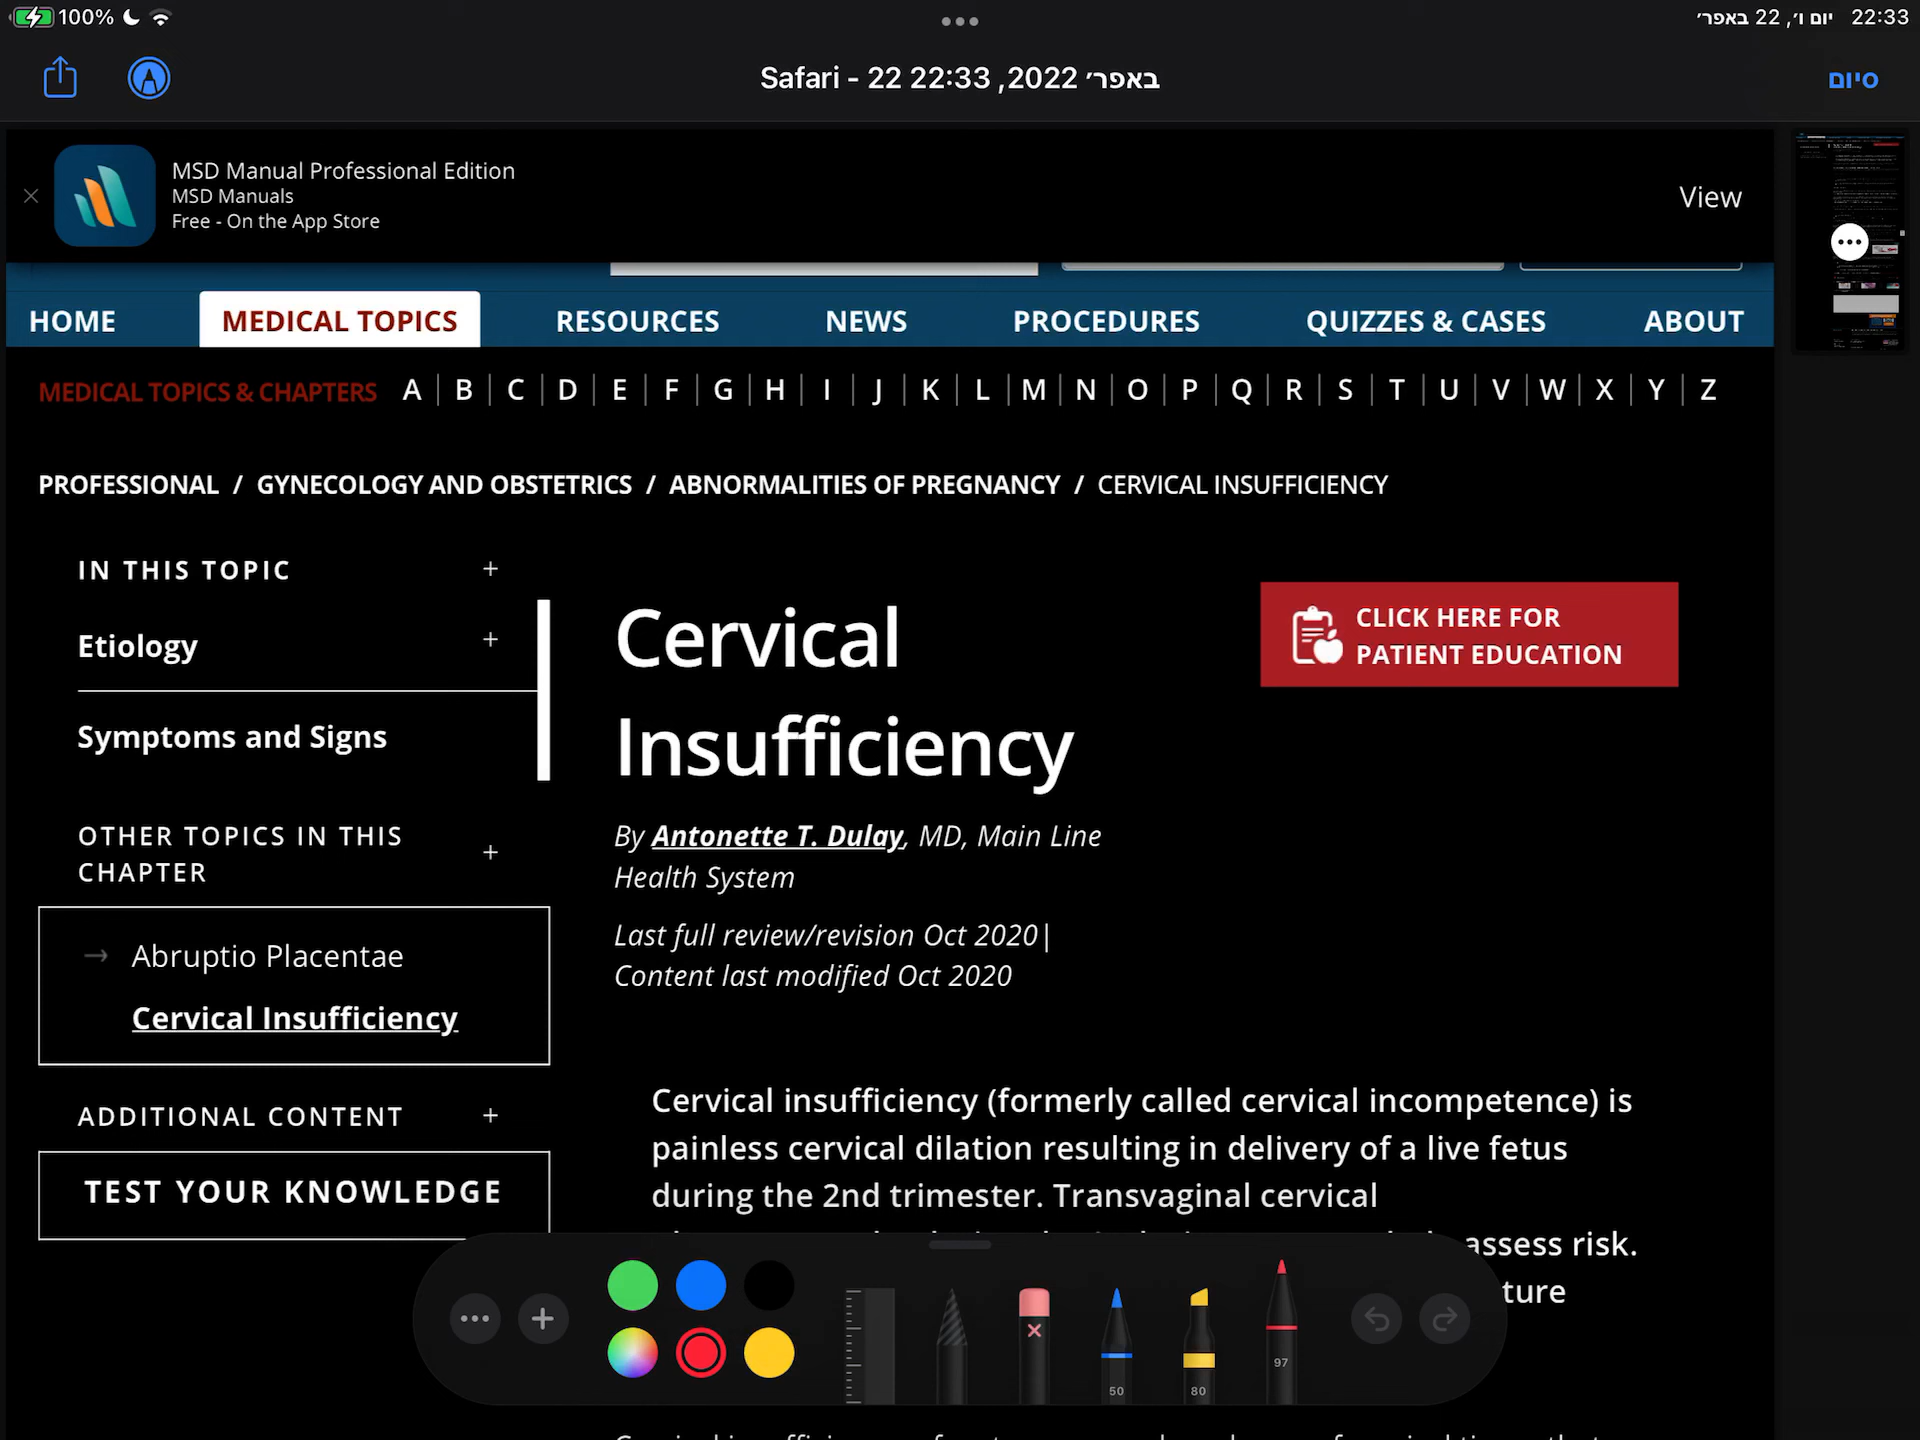 100%
22:33 יום ו׳, 22 באפר׳
Safari - 22 באפר׳ 2022, 22:33
סיום
MSD Manual Professional Edition
MSD Manuals
Free - On the App Store
View
HOME MEDICAL TOPICS RESOURCES NEWS PROCEDURES QUIZZES & CASES ABOUT
MEDICAL TOPICS & CHAPTERS A | B | C | D | E | F | G | H | I | J | K | L | M | N | O | P | Q | R | S | T | U | V | W | X | Y | Z
PROFESSIONAL / GYNECOLOGY AND OBSTETRICS / ABNORMALITIES OF PREGNANCY / CERVICAL INSUFFICIENCY
IN THIS TOPIC +
Etiology +
Symptoms and Signs
OTHER TOPICS IN THIS
CHAPTER +
→ Abruptio Placentae
Cervical Insufficiency
ADDITIONAL CONTENT +
TEST YOUR KNOWLEDGE
Cervical
Insufficiency
CLICK HERE FOR
PATIENT EDUCATION
By Antonette T. Dulay, MD, Main Line
Health System
Last full review/revision Oct 2020|
Content last modified Oct 2020
Cervical insufficiency (formerly called cervical incompetence) is
painless cervical dilation resulting in delivery of a live fetus
during the 2nd trimester. Transvaginal cervical
assess risk.
ture
50
80
97